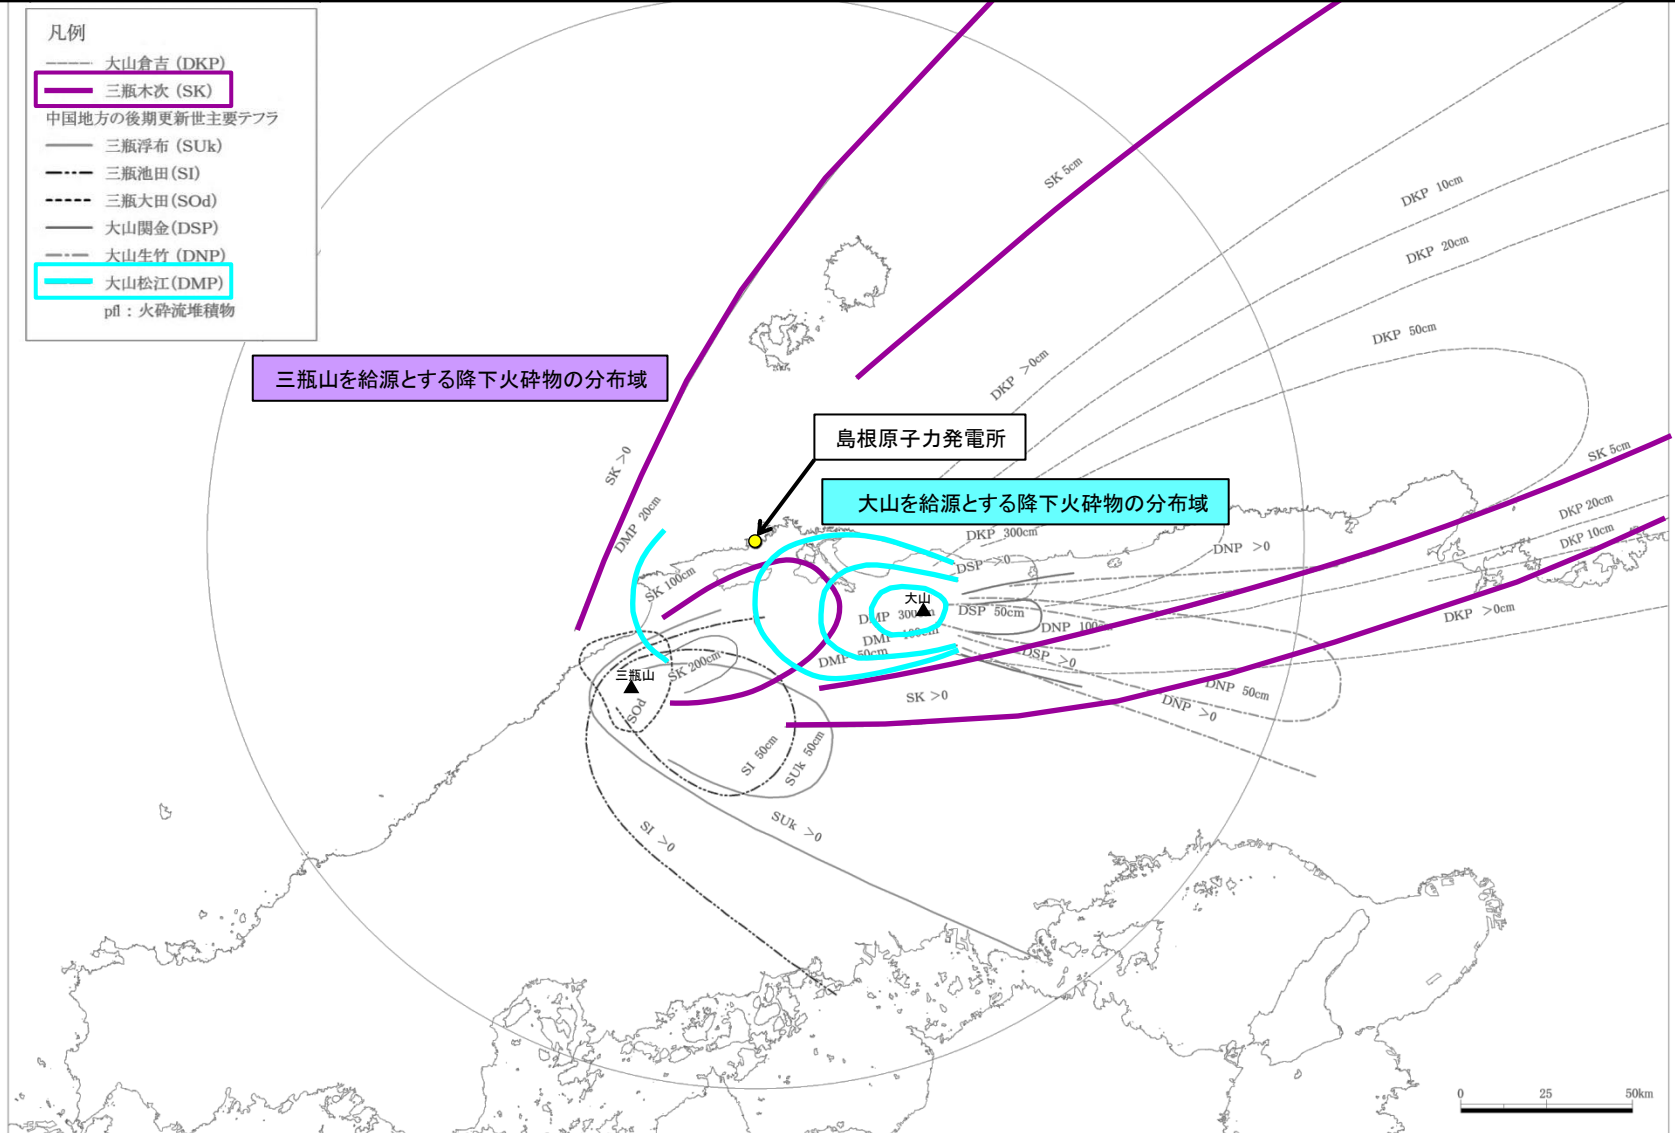 凡例
大山倉吉 (DKP)
三瓶木次 (SK)
中国地方の後期更新世主要テフラ
三瓶浮布 (SUk)
三瓶池田(SI)
三瓶大田(SOd)
大山関金(DSP)
大山生竹 (DNP)
大山松江(DMP)
pfl : 火砕流堆積物
SK 5cm
DKP 10cm
DKP 20cm
DKP 50cm
DKP >0cm
三瓶山を給源とする降下火砕物の分布域
島根原子力発電所
SK >0
SK 5cm
大山を給源とする降下火砕物の分布域
DMP 20cm
DKP 20cm
DKP 300cm
DNP >0
DKP 10cm
DSP >0
SK 100cm
大山
DMP 300cm
DSP 50cm
DKP >0cm
DNP 100cm
DMP 100cm
DMP 50cm
DSP >0
三瓶山
SK 200cm
DNP 50cm
SK >0
DNP >0
SOd
SI 50cm
SUk 50cm
SUk >0
SI >0
0 25 50km